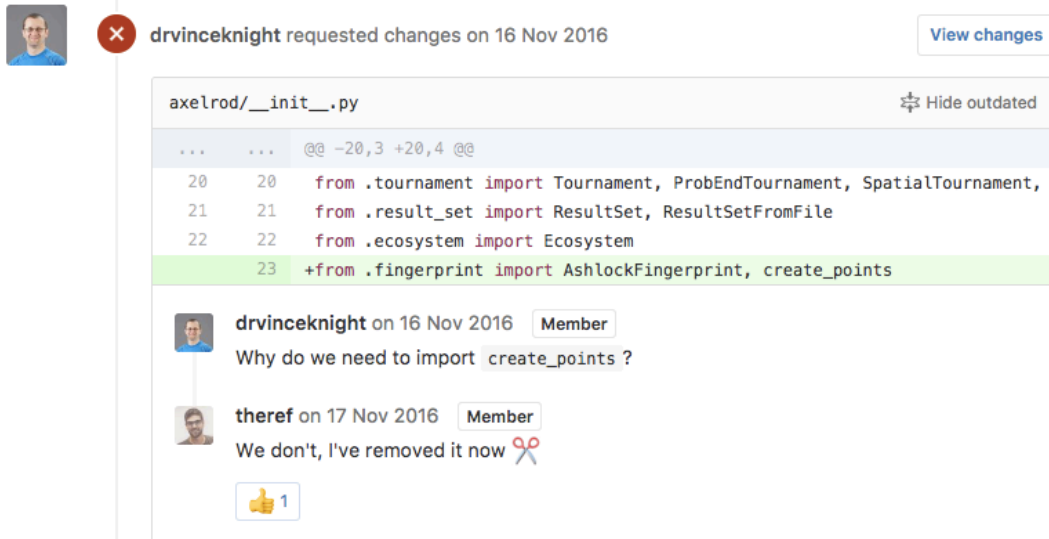 drvinceknight requested changes on 16 Nov 2016 View changes
axelrod/__init__.py Hide outdated
... ... @@ -20,3 +20,4 @@
20 20 from .tournament import Tournament, ProbEndTournament, SpatialTournament,
21 21 from .result_set import ResultSet, ResultSetFromFile
22 22 from .ecosystem import Ecosystem
23 +from .fingerprint import AshlockFingerprint, create_points
drvinceknight on 16 Nov 2016 Member
Why do we need to import create_points ?
theref on 17 Nov 2016 Member
We don't, I've removed it now ✂️
👍 1